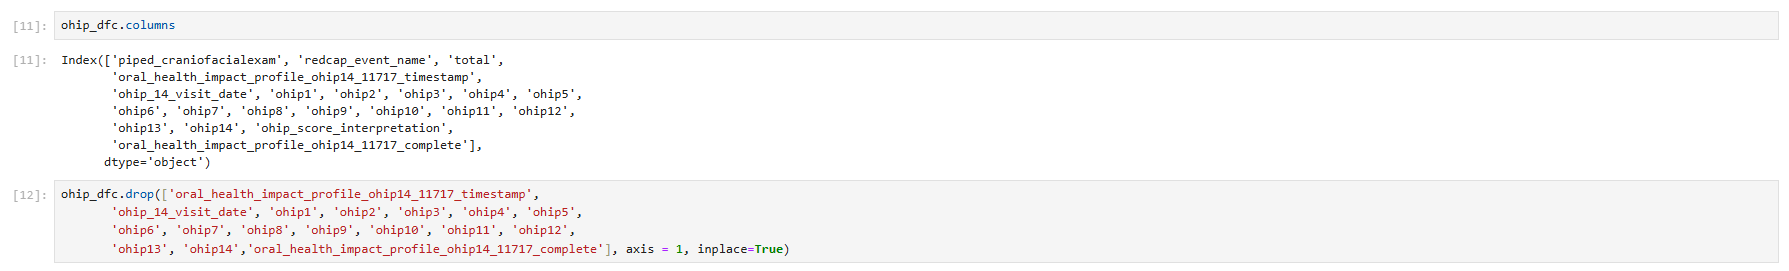 [11]: ohip_dfc.columns
[11]: Index(['piped_craniofacialexam', 'redcap_event_name', 'total',
'oral_health_impact_profile_ohip14_11717_timestamp',
'ohip_14_visit_date', 'ohip1', 'ohip2', 'ohip3', 'ohip4', 'ohip5',
'ohip6', 'ohip7', 'ohip8', 'ohip9', 'ohip10', 'ohip11', 'ohip12',
'ohip13', 'ohip14', 'ohip_score_interpretation',
'oral_health_impact_profile_ohip14_11717_complete'],
dtype='object')
[12]: ohip_dfc.drop(['oral_health_impact_profile_ohip14_11717_timestamp',
'ohip_14_visit_date', 'ohip1', 'ohip2', 'ohip3', 'ohip4', 'ohip5',
'ohip6', 'ohip7', 'ohip8', 'ohip9', 'ohip10', 'ohip11', 'ohip12',
'ohip13', 'ohip14','oral_health_impact_profile_ohip14_11717_complete'], axis = 1, inplace=True)